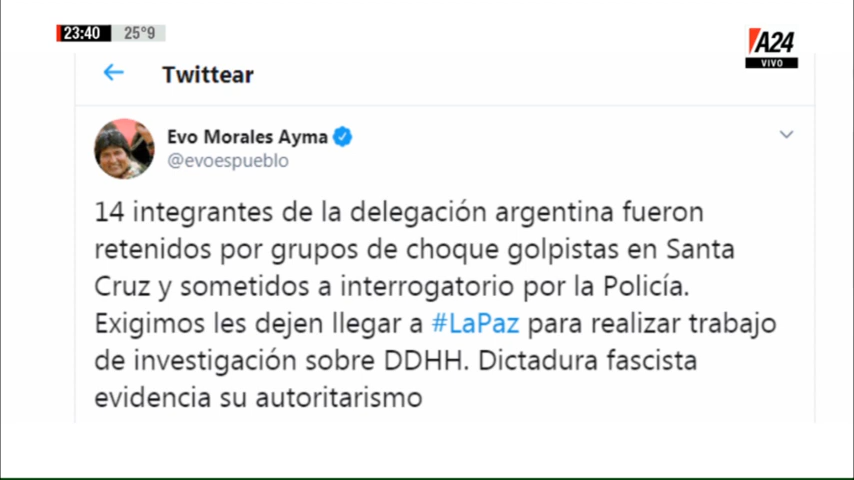 23:40 25°9
A24
VIVO
Twittear
Evo Morales Ayma
@evoespueblo
14 integrantes de la delegación argentina fueron
retenidos por grupos de choque golpistas en Santa
Cruz y sometidos a interrogatorio por la Policía.
Exigimos les dejen llegar a #LaPaz para realizar trabajo
de investigación sobre DDHH. Dictadura fascista
evidencia su autoritarismo